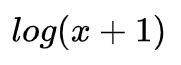 log(x + 1)